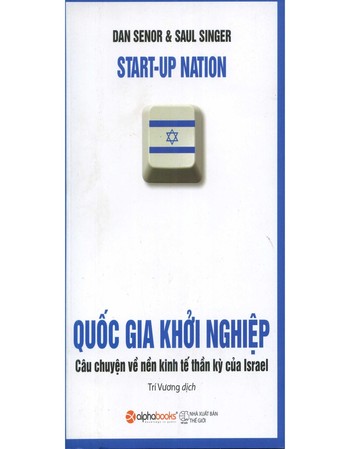 DAN SENOR & SAUL SINGER
START-UP NATION
QUỐC GIA KHỞI NGHIỆP
Câu chuyện về nền kinh tế thần kỳ của Israel
Trí Vương dịch
alphabooks
NHÀ XUẤT BẢN
THẾ GIỚI